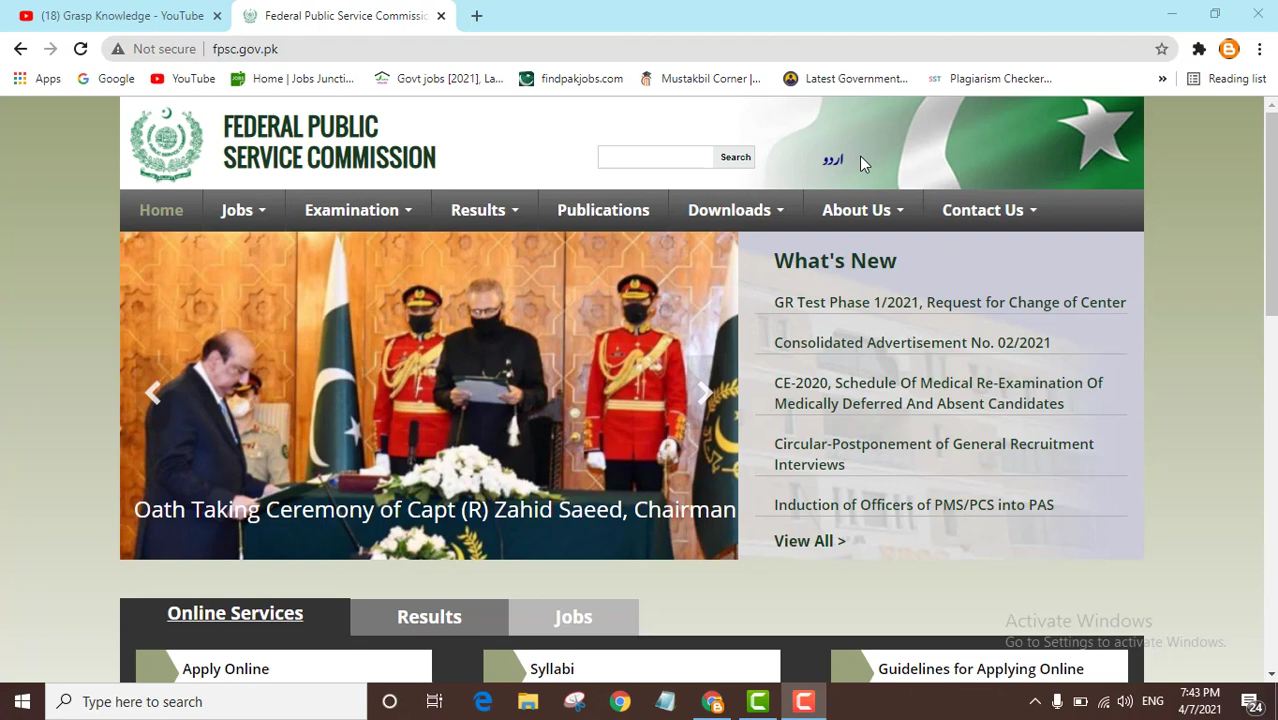 (18) Grasp Knowledge - YouTube
Federal Public Service Commissic
Not secure
fpsc.gov.pk
Apps
Google
YouTube
Home | Jobs Juncti...
Govt jobs [2021], La...
findpakjobs.com
Mustakbil Corner |...
Latest Government...
SST
Plagiarism Checker...
»
Reading list
FEDERAL PUBLIC
SERVICE COMMISSION
Search
اردو
Home
Jobs
Examination
Results
Publications
Downloads
About Us
Contact Us
Oath Taking Ceremony of Capt (R) Zahid Saeed, Chairman
What's New
GR Test Phase 1/2021, Request for Change of Center
Consolidated Advertisement No. 02/2021
CE-2020, Schedule Of Medical Re-Examination Of
Medically Deferred And Absent Candidates
Circular-Postponement of General Recruitment
Interviews
Induction of Officers of PMS/PCS into PAS
View All >
Online Services
Results
Jobs
Apply Online
Syllabi
Guidelines for Applying Online
Activate Windows
Go to Settings to activate Windows.
Type here to search
ENG
7:43 PM
4/7/2021
24